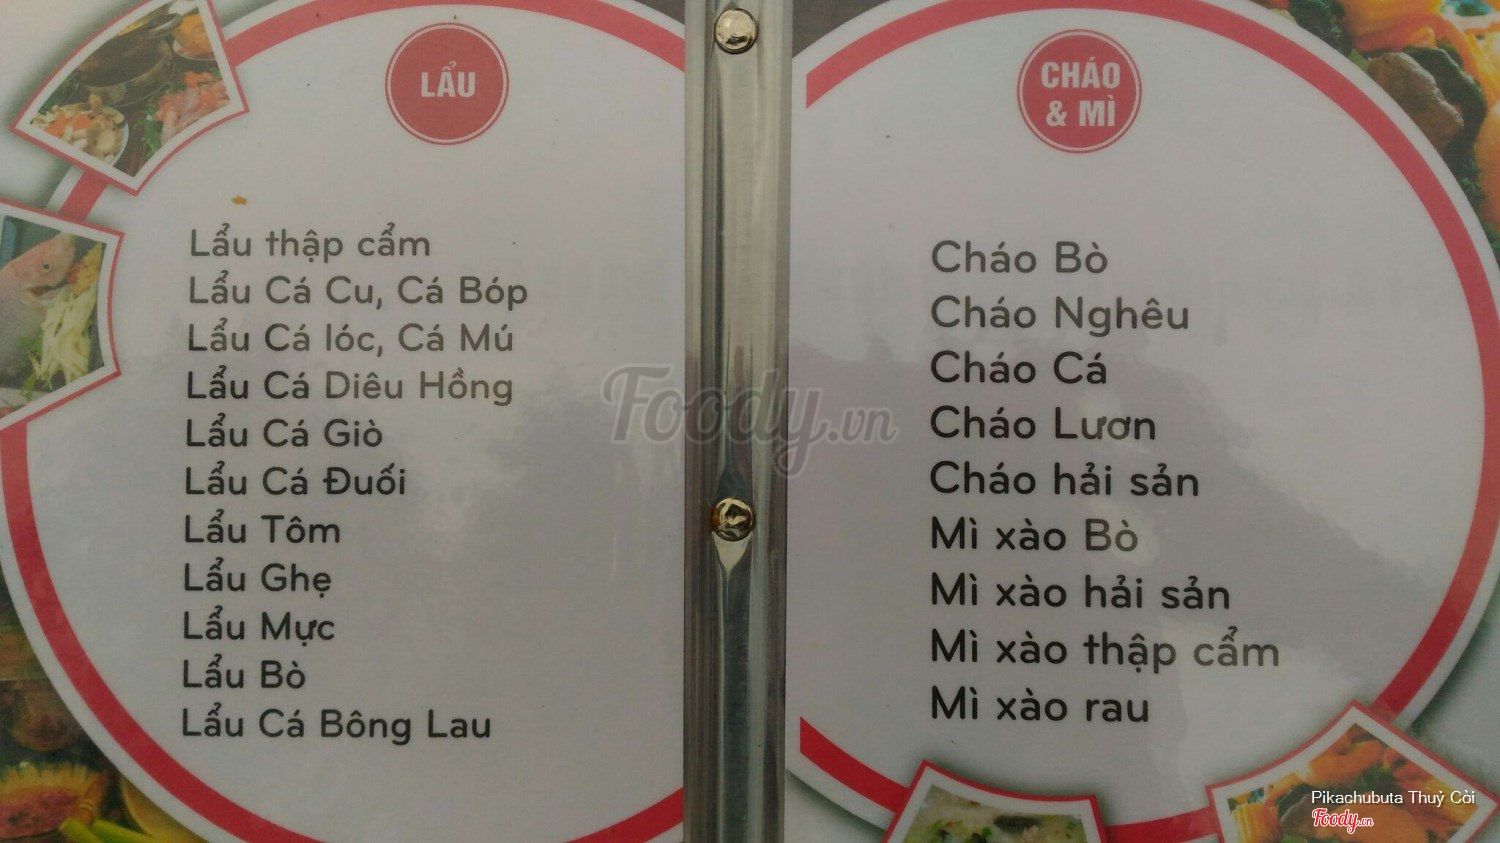 LẨU
Lẩu thập cẩm
Lẩu Cá Cu, Cá Bóp
Lẩu Cá lóc, Cá Mú
Lẩu Cá Diêu Hồng
Lẩu Cá Giò
Lẩu Cá Đuối
Lẩu Tôm
Lẩu Ghẹ
Lẩu Mực
Lẩu Bò
Lẩu Cá Bông Lau
CHÁO
& MÌ
Cháo Bò
Cháo Nghêu
Cháo Cá
Cháo Lươn
Cháo hải sản
Mì xào Bò
Mì xào hải sản
Mì xào thập cẩm
Mì xào rau
Foody.vn
Pikachubuta Thuỷ Còi
Foody.vn